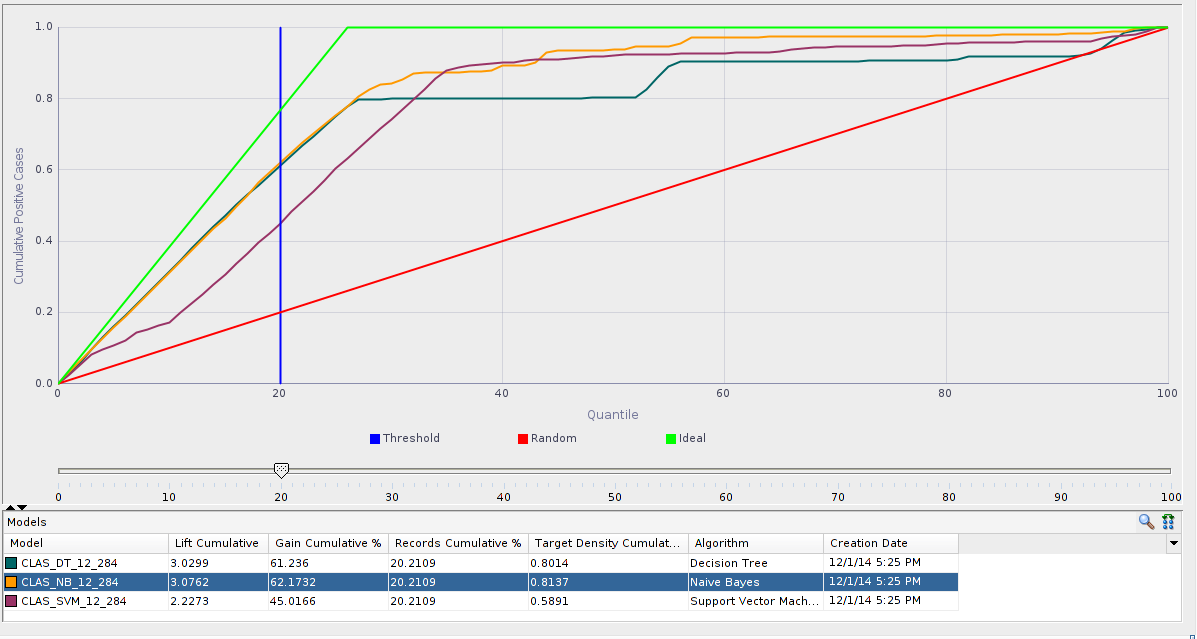 1.0
0.8
0.6
0.4
0.2
0.0
Cumulative Positive Cases
0 20 40 60 80 100
Quantile
Threshold Random Ideal
0 10 20 30 40 50 60 70 80 90 100
Models
Model Lift Cumulative Gain Cumulative % Records Cumulative % Target Density Cumulat... Algorithm Creation Date
CLAS_DT_12_284 3.0299 61.236 20.2109 0.8014 Decision Tree 12/1/14 5:25 PM
CLAS_NB_12_284 3.0762 62.1732 20.2109 0.8137 Naive Bayes 12/1/14 5:25 PM
CLAS_SVM_12_284 2.2273 45.0166 20.2109 0.5891 Support Vector Mach... 12/1/14 5:25 PM